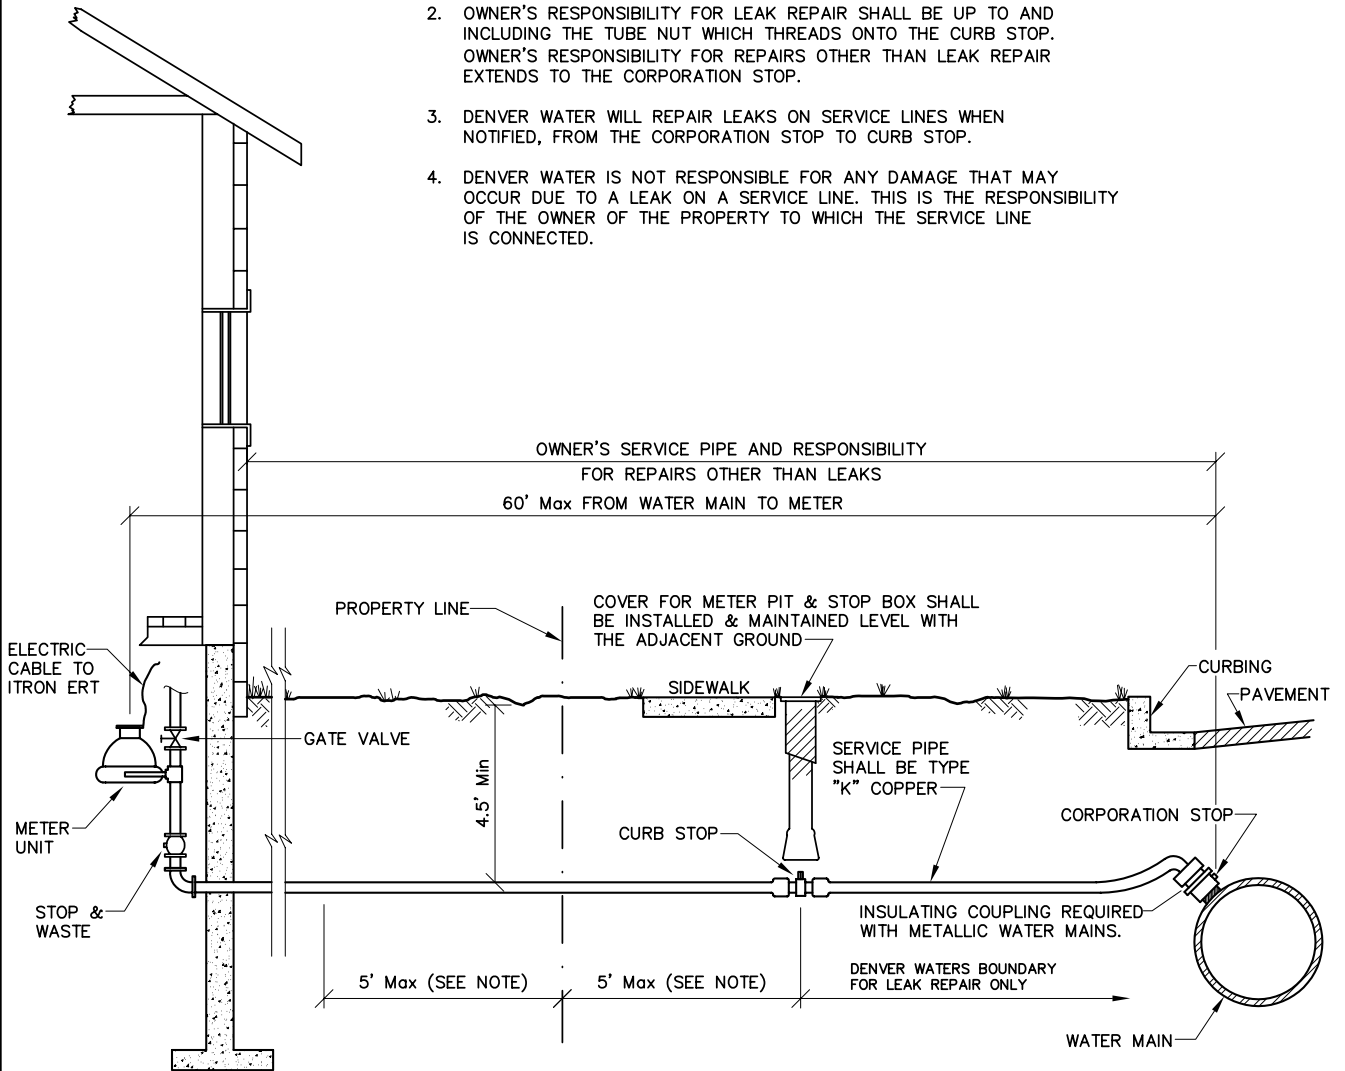 2. OWNER'S RESPONSIBILITY FOR LEAK REPAIR SHALL BE UP TO AND
INCLUDING THE TUBE NUT WHICH THREADS ONTO THE CURB STOP.
OWNER'S RESPONSIBILITY FOR REPAIRS OTHER THAN LEAK REPAIR
EXTENDS TO THE CORPORATION STOP.
3. DENVER WATER WILL REPAIR LEAKS ON SERVICE LINES WHEN
NOTIFIED, FROM THE CORPORATION STOP TO CURB STOP.
4. DENVER WATER IS NOT RESPONSIBLE FOR ANY DAMAGE THAT MAY
OCCUR DUE TO A LEAK ON A SERVICE LINE. THIS IS THE RESPONSIBILITY
OF THE OWNER OF THE PROPERTY TO WHICH THE SERVICE LINE
IS CONNECTED.
OWNER'S SERVICE PIPE AND RESPONSIBILITY
FOR REPAIRS OTHER THAN LEAKS
60' Max FROM WATER MAIN TO METER
PROPERTY LINE
COVER FOR METER PIT & STOP BOX SHALL
BE INSTALLED & MAINTAINED LEVEL WITH
THE ADJACENT GROUND
ELECTRIC
CABLE TO
ITRON ERT
SIDEWALK
CURBING
PAVEMENT
GATE VALVE
4.5' Min
SERVICE PIPE
SHALL BE TYPE
"K" COPPER
METER
UNIT
CURB STOP
CORPORATION STOP
STOP &
WASTE
INSULATING COUPLING REQUIRED
WITH METALLIC WATER MAINS.
5' Max (SEE NOTE)
5' Max (SEE NOTE)
DENVER WATERS BOUNDARY
FOR LEAK REPAIR ONLY
WATER MAIN